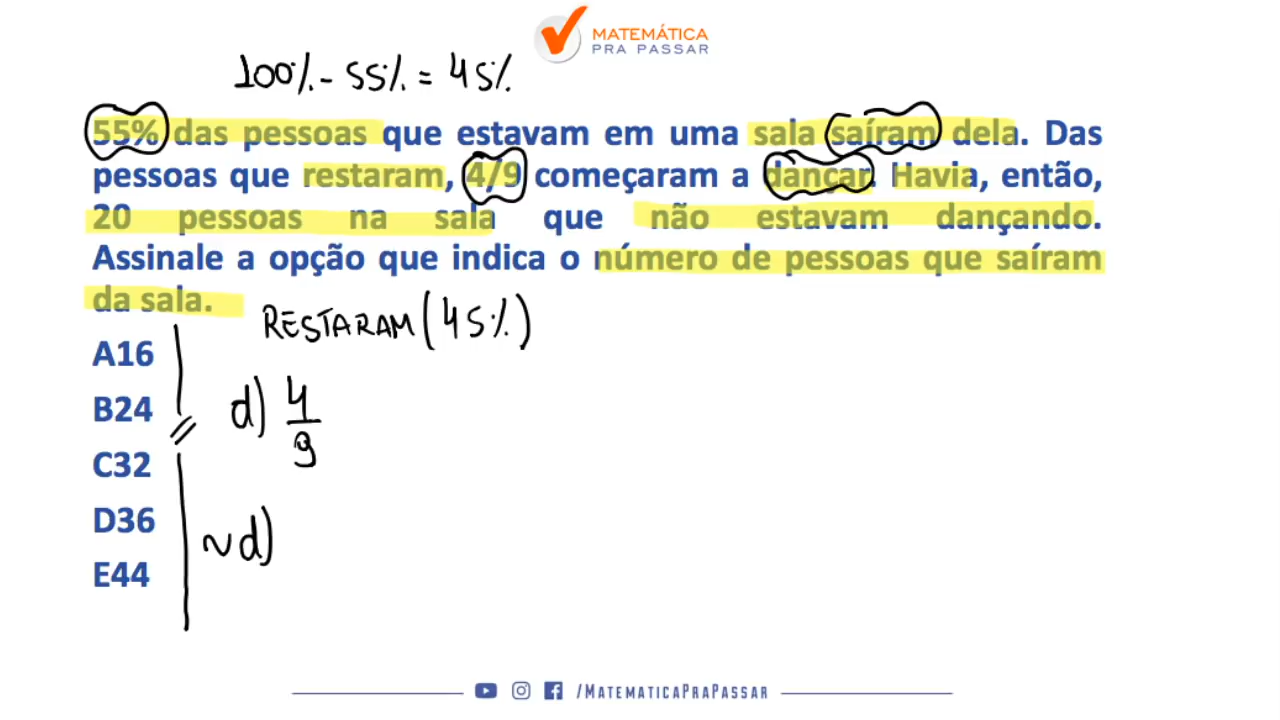 MATEMÁTICA
PRA PASSAR
100% - 55% = 45%
55% das pessoas que estavam em uma sala saíram dela. Das
pessoas que restaram, 4/9 começaram a dançar. Havia, então,
20 pessoas na sala que não estavam dançando.
Assinale a opção que indica o número de pessoas que saíram
da sala.
RESTARAM (45%)
A16
B24
C32
D36
E44
d) 4/9
~d)
/MATEMATICAPRAPASSAR